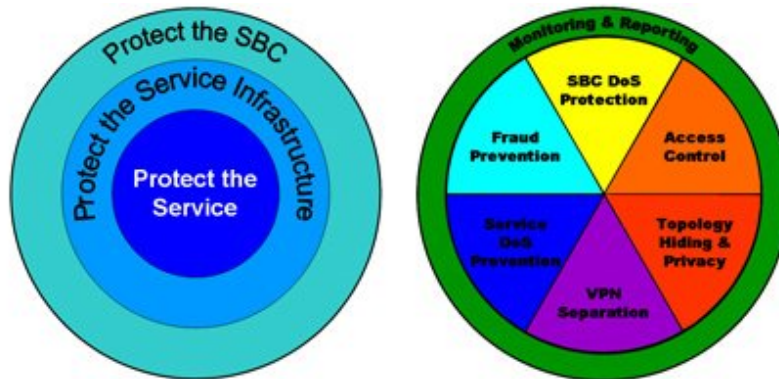 Protect the SBC
Protect the Service Infrastructure
Protect the
Service
Monitoring & Reporting
SBC DoS
Protection
Fraud
Prevention
Access
Control
Service
DoS
Prevention
Topology
Hiding &
Privacy
VPN
Separation